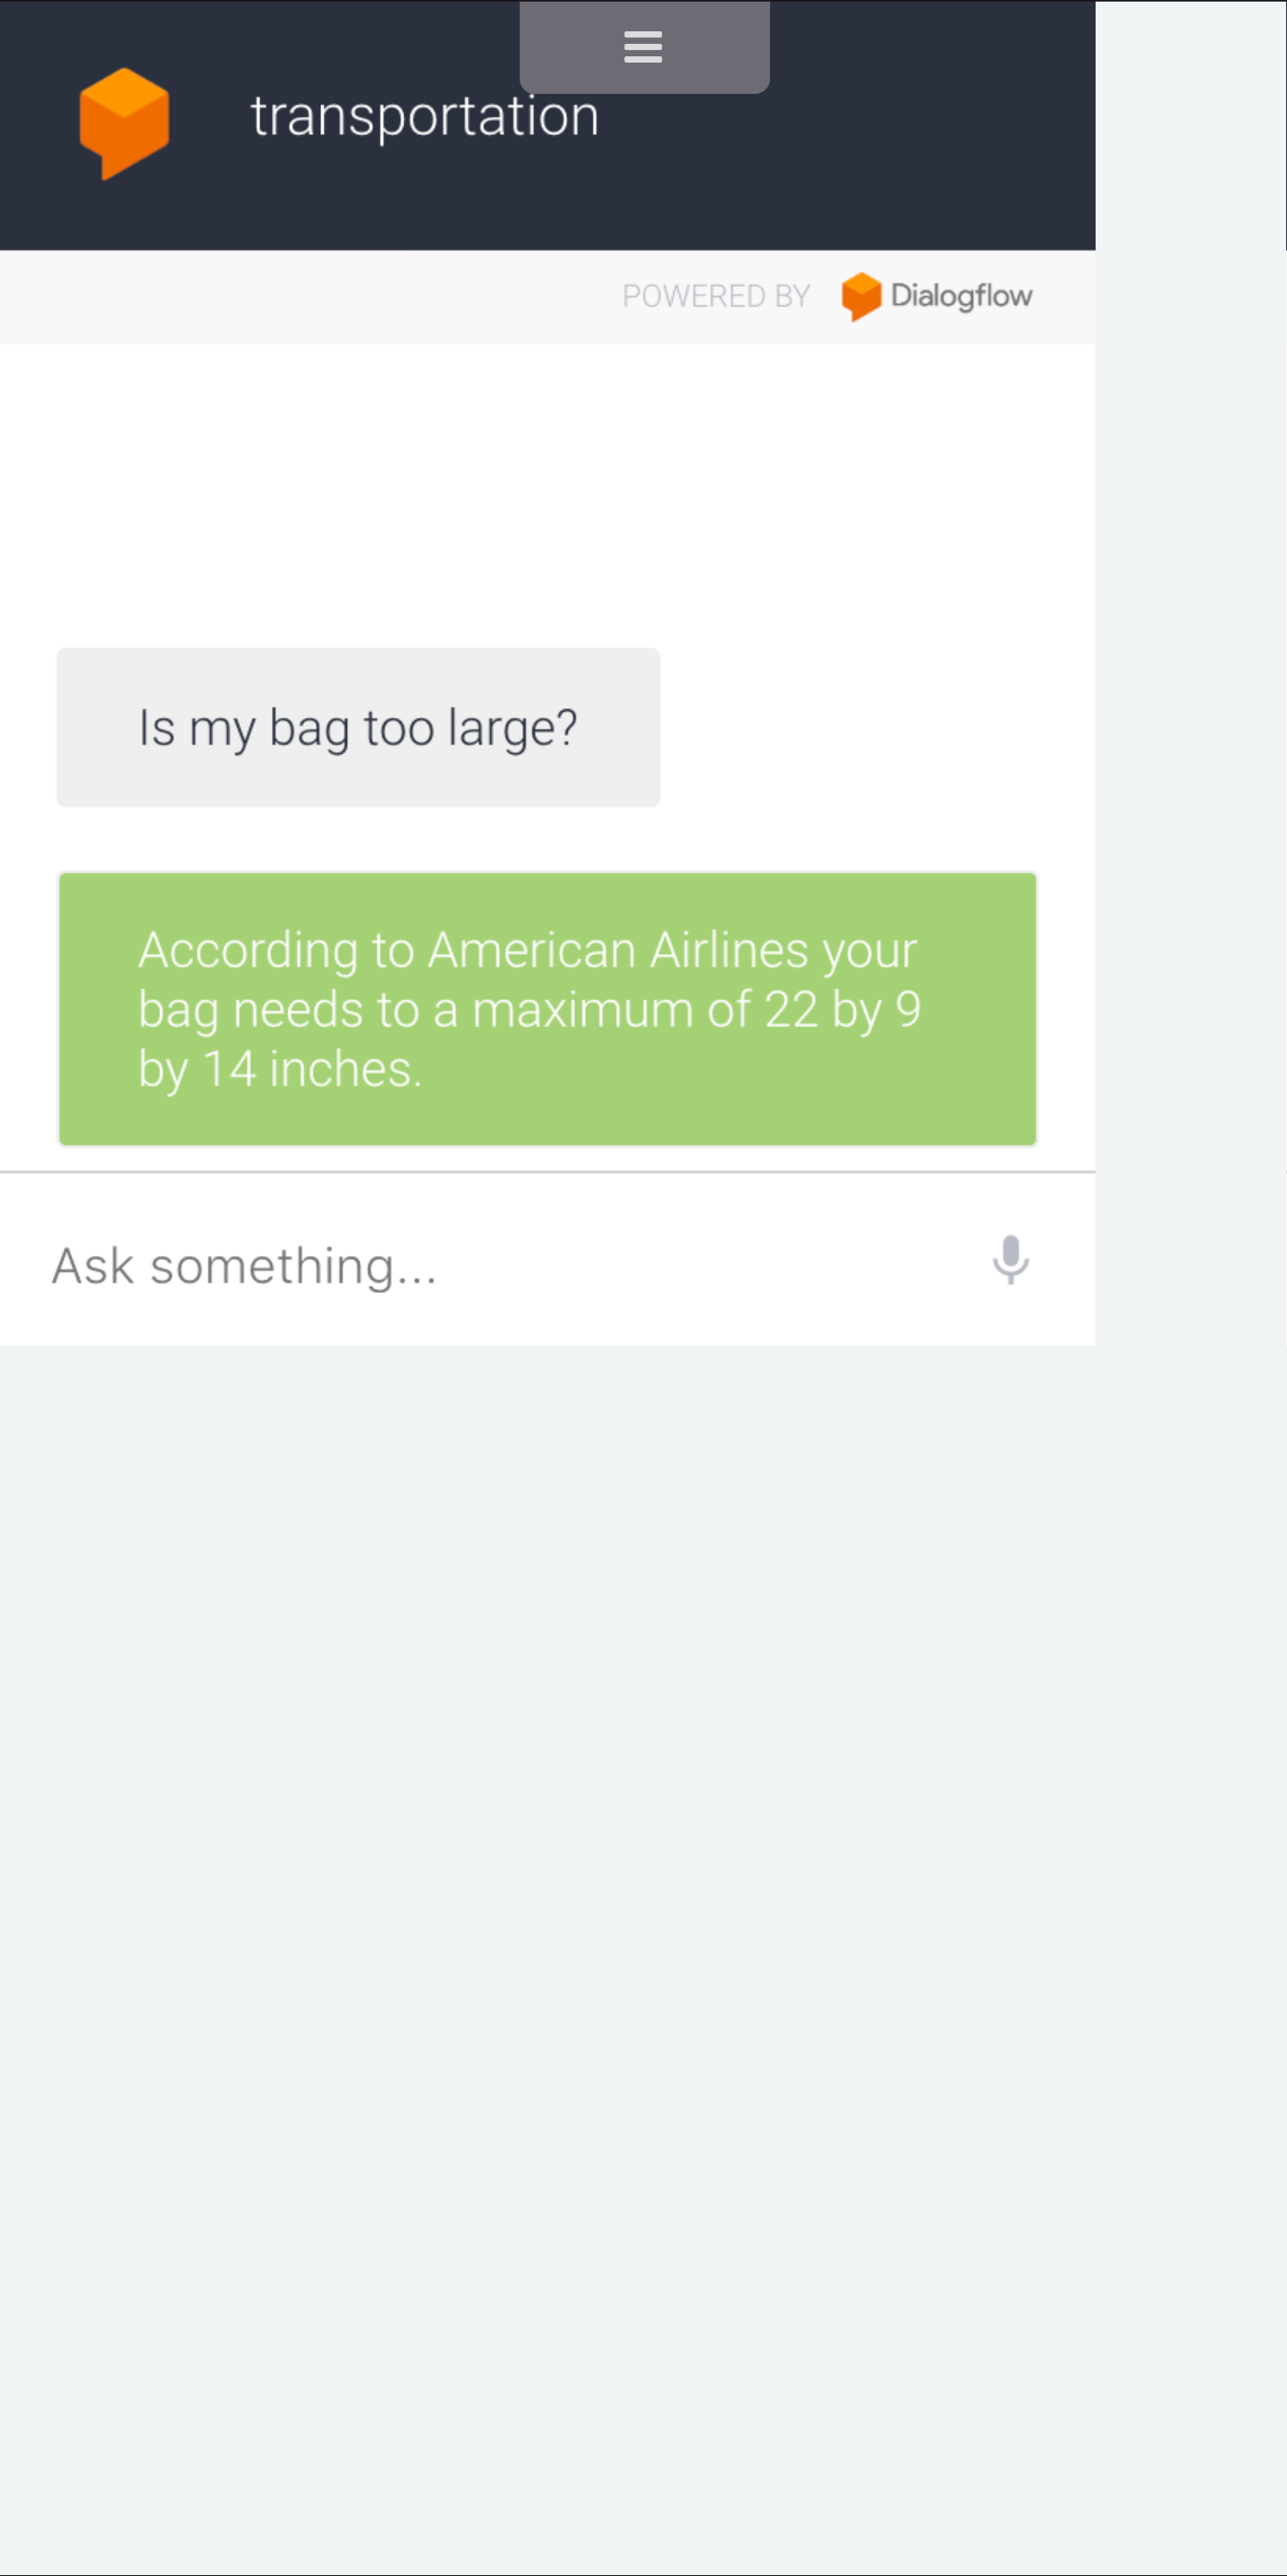 transportation
POWERED BY Dialogflow
Is my bag too large?
According to American Airlines your
bag needs to a maximum of 22 by 9
by 14 inches.
Ask something...